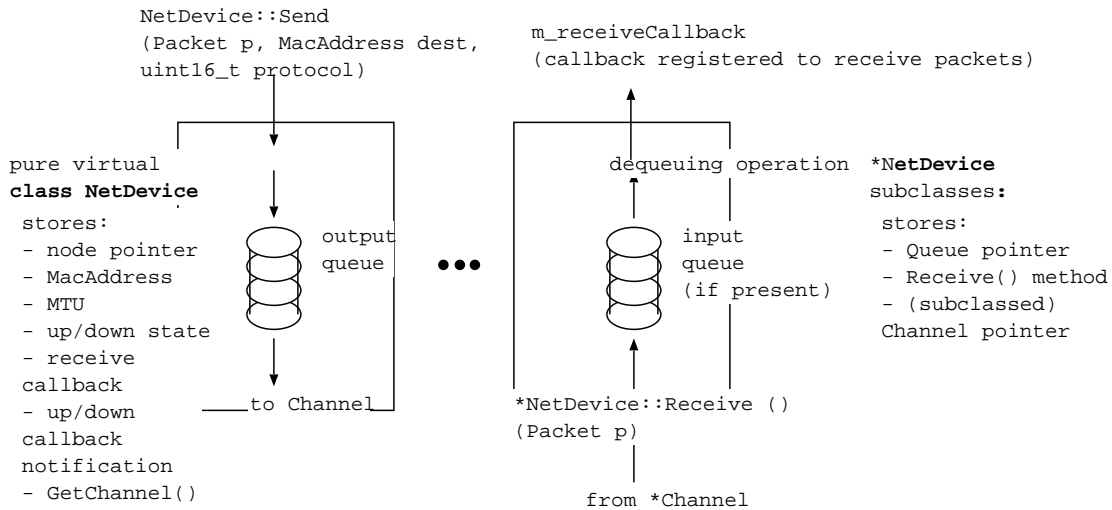 NetDevice::Send
(Packet p, MacAddress dest,
uint16_t protocol)
m_receiveCallback
(callback registered to receive packets)
pure virtual
class NetDevice
stores:
- node pointer
- MacAddress
- MTU
- up/down state
- receive
callback
- up/down
callback
notification
- GetChannel()
output
queue
to Channel
dequeuing operation
input
queue
(if present)
*NetDevice::Receive ()
(Packet p)
from *Channel
*NetDevice
subclasses:
stores:
- Queue pointer
- Receive() method
- (subclassed)
Channel pointer